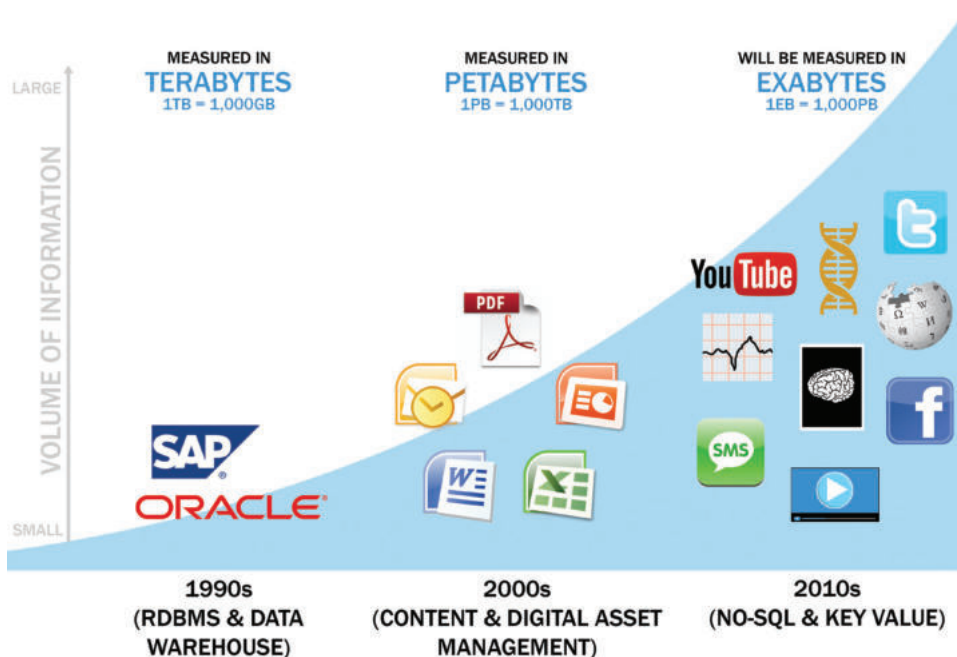 MEASURED IN
TERABYTES
1TB = 1,000GB
MEASURED IN
PETABYTES
1PB = 1,000TB
WILL BE MEASURED IN
EXABYTES
1EB = 1,000PB
LARGE
VOLUME OF INFORMATION
SMALL
SAP
®
ORACLE
PDF
W
X
You Tube
t
Ω W
f
SMS
1990s
(RDBMS & DATA
WAREHOUSE)
2000s
(CONTENT & DIGITAL ASSET
MANAGEMENT)
2010s
(NO-SQL & KEY VALUE)